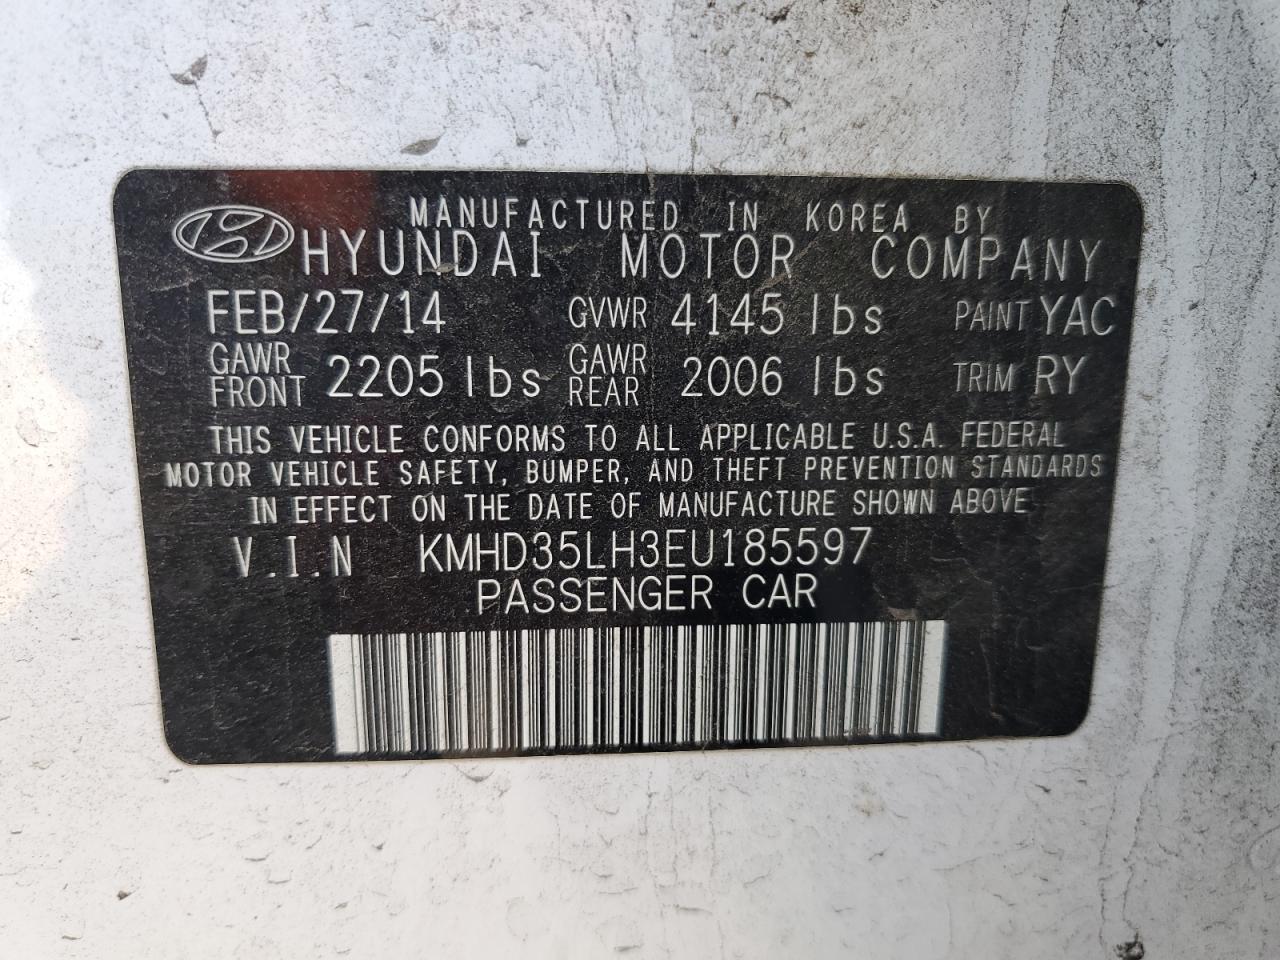 MANUFACTURED IN KOREA BY
HYUNDAI MOTOR COMPANY
FEB/27/14 GVWR 4145 lbs PAINT YAC
GAWR FRONT 2205 lbs GAWR REAR 2006 lbs TRIM RY
THIS VEHICLE CONFORMS TO ALL APPLICABLE U.S.A. FEDERAL
MOTOR VEHICLE SAFETY, BUMPER, AND THEFT PREVENTION STANDARDS
IN EFFECT ON THE DATE OF MANUFACTURE SHOWN ABOVE
V.I.N KMHD35LH3EU185597
PASSENGER CAR